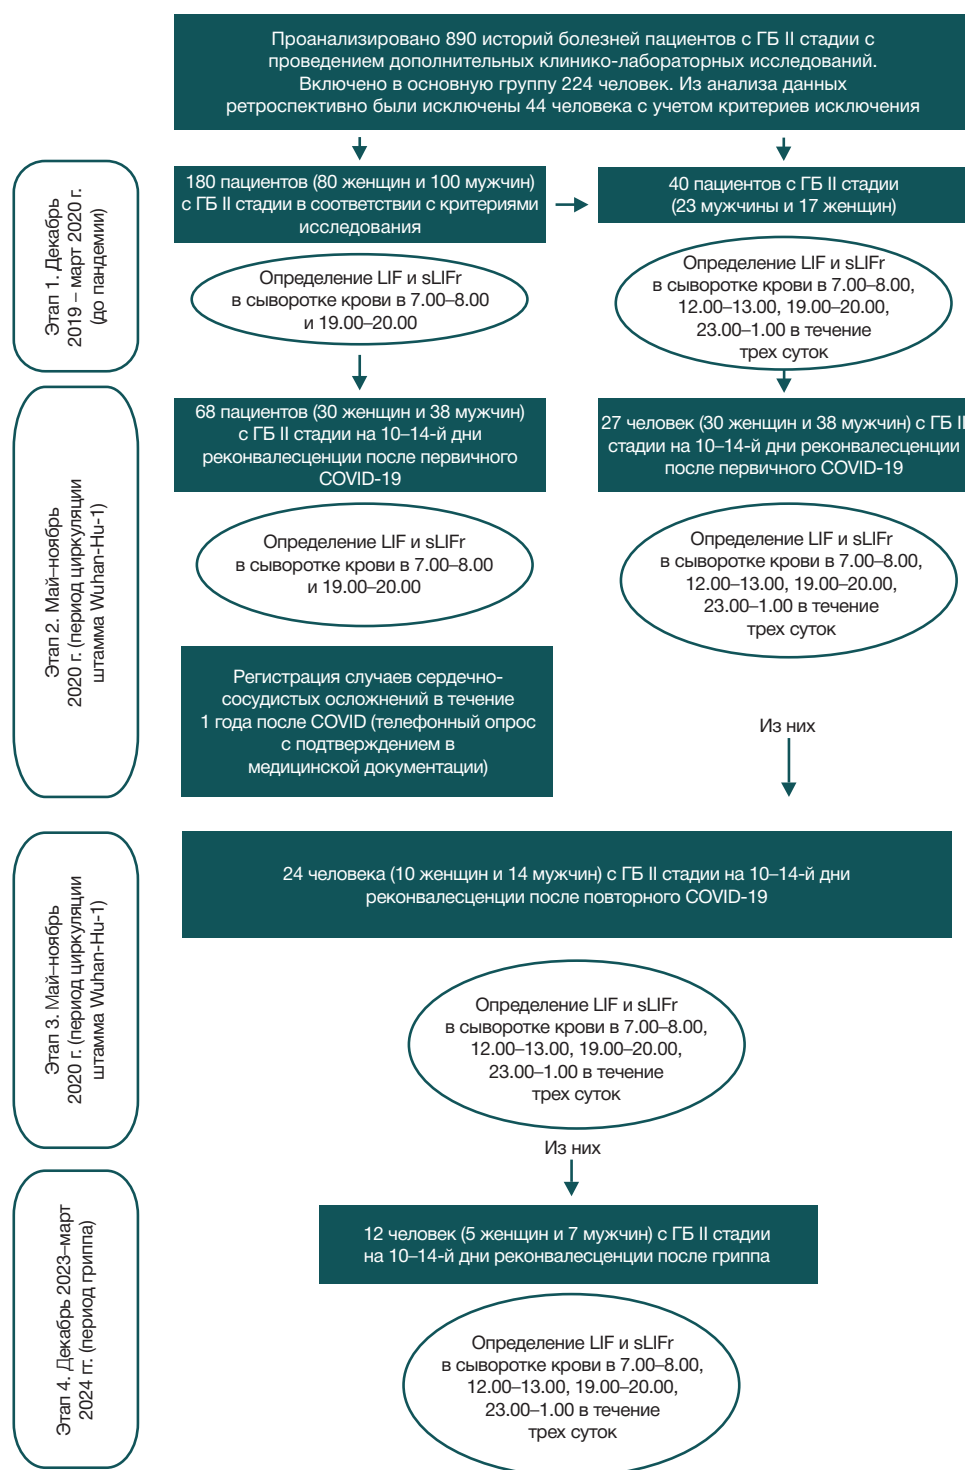 Проанализировано 890 историй болезней пациентов с ГБ II стадии с
проведением дополнительных клинико-лабораторных исследований.
Включено в основную группу 224 человек. Из анализа данных
ретроспективно были исключены 44 человека с учетом критериев исключения
Этап 1. Декабрь
2019 – март 2020 г.
(до пандемии)
180 пациентов (80 женщин и 100 мужчин)
с ГБ II стадии в соответствии с критериями
исследования
40 пациентов с ГБ II стадии
(23 мужчины и 17 женщин)
Определение LIF и sLIFr
в сыворотке крови в 7.00–8.00
и 19.00–20.00
Определение LIF и sLIFr
в сыворотке крови в 7.00–8.00,
12.00–13.00, 19.00–20.00,
23.00–1.00 в течение
трех суток
Этап 2. Май–ноябрь
2020 г. (период циркуляции
штамма Wuhan-Hu-1)
68 пациентов (30 женщин и 38 мужчин)
с ГБ II стадии на 10–14-й дни
реконвалесценции после первичного
COVID-19
27 человек (30 женщин и 38 мужчин) с ГБ II
стадии на 10–14-й дни реконвалесценции
после первичного COVID-19
Определение LIF и sLIFr
в сыворотке крови в 7.00–8.00
и 19.00–20.00
Определение LIF и sLIFr
в сыворотке крови в 7.00–8.00,
12.00–13.00, 19.00–20.00,
23.00–1.00 в течение
трех суток
Регистрация случаев сердечно-
сосудистых осложнений в течение
1 года после COVID (телефонный опрос
с подтверждением в
медицинской документации)
Из них
Этап 3. Май–ноябрь
2020 г. (период циркуляции
штамма Wuhan-Hu-1)
24 человека (10 женщин и 14 мужчин) с ГБ II стадии на 10–14-й дни
реконвалесценции после повторного COVID-19
Определение LIF и sLIFr
в сыворотке крови в 7.00–8.00,
12.00–13.00, 19.00–20.00,
23.00–1.00 в течение
трех суток
Из них
Этап 4. Декабрь 2023–март
2024 гг. (период гриппа)
12 человек (5 женщин и 7 мужчин) с ГБ II стадии
на 10–14-й дни реконвалесценции после гриппа
Определение LIF и sLIFr
в сыворотке крови в 7.00–8.00,
12.00–13.00, 19.00–20.00,
23.00–1.00 в течение
трех суток